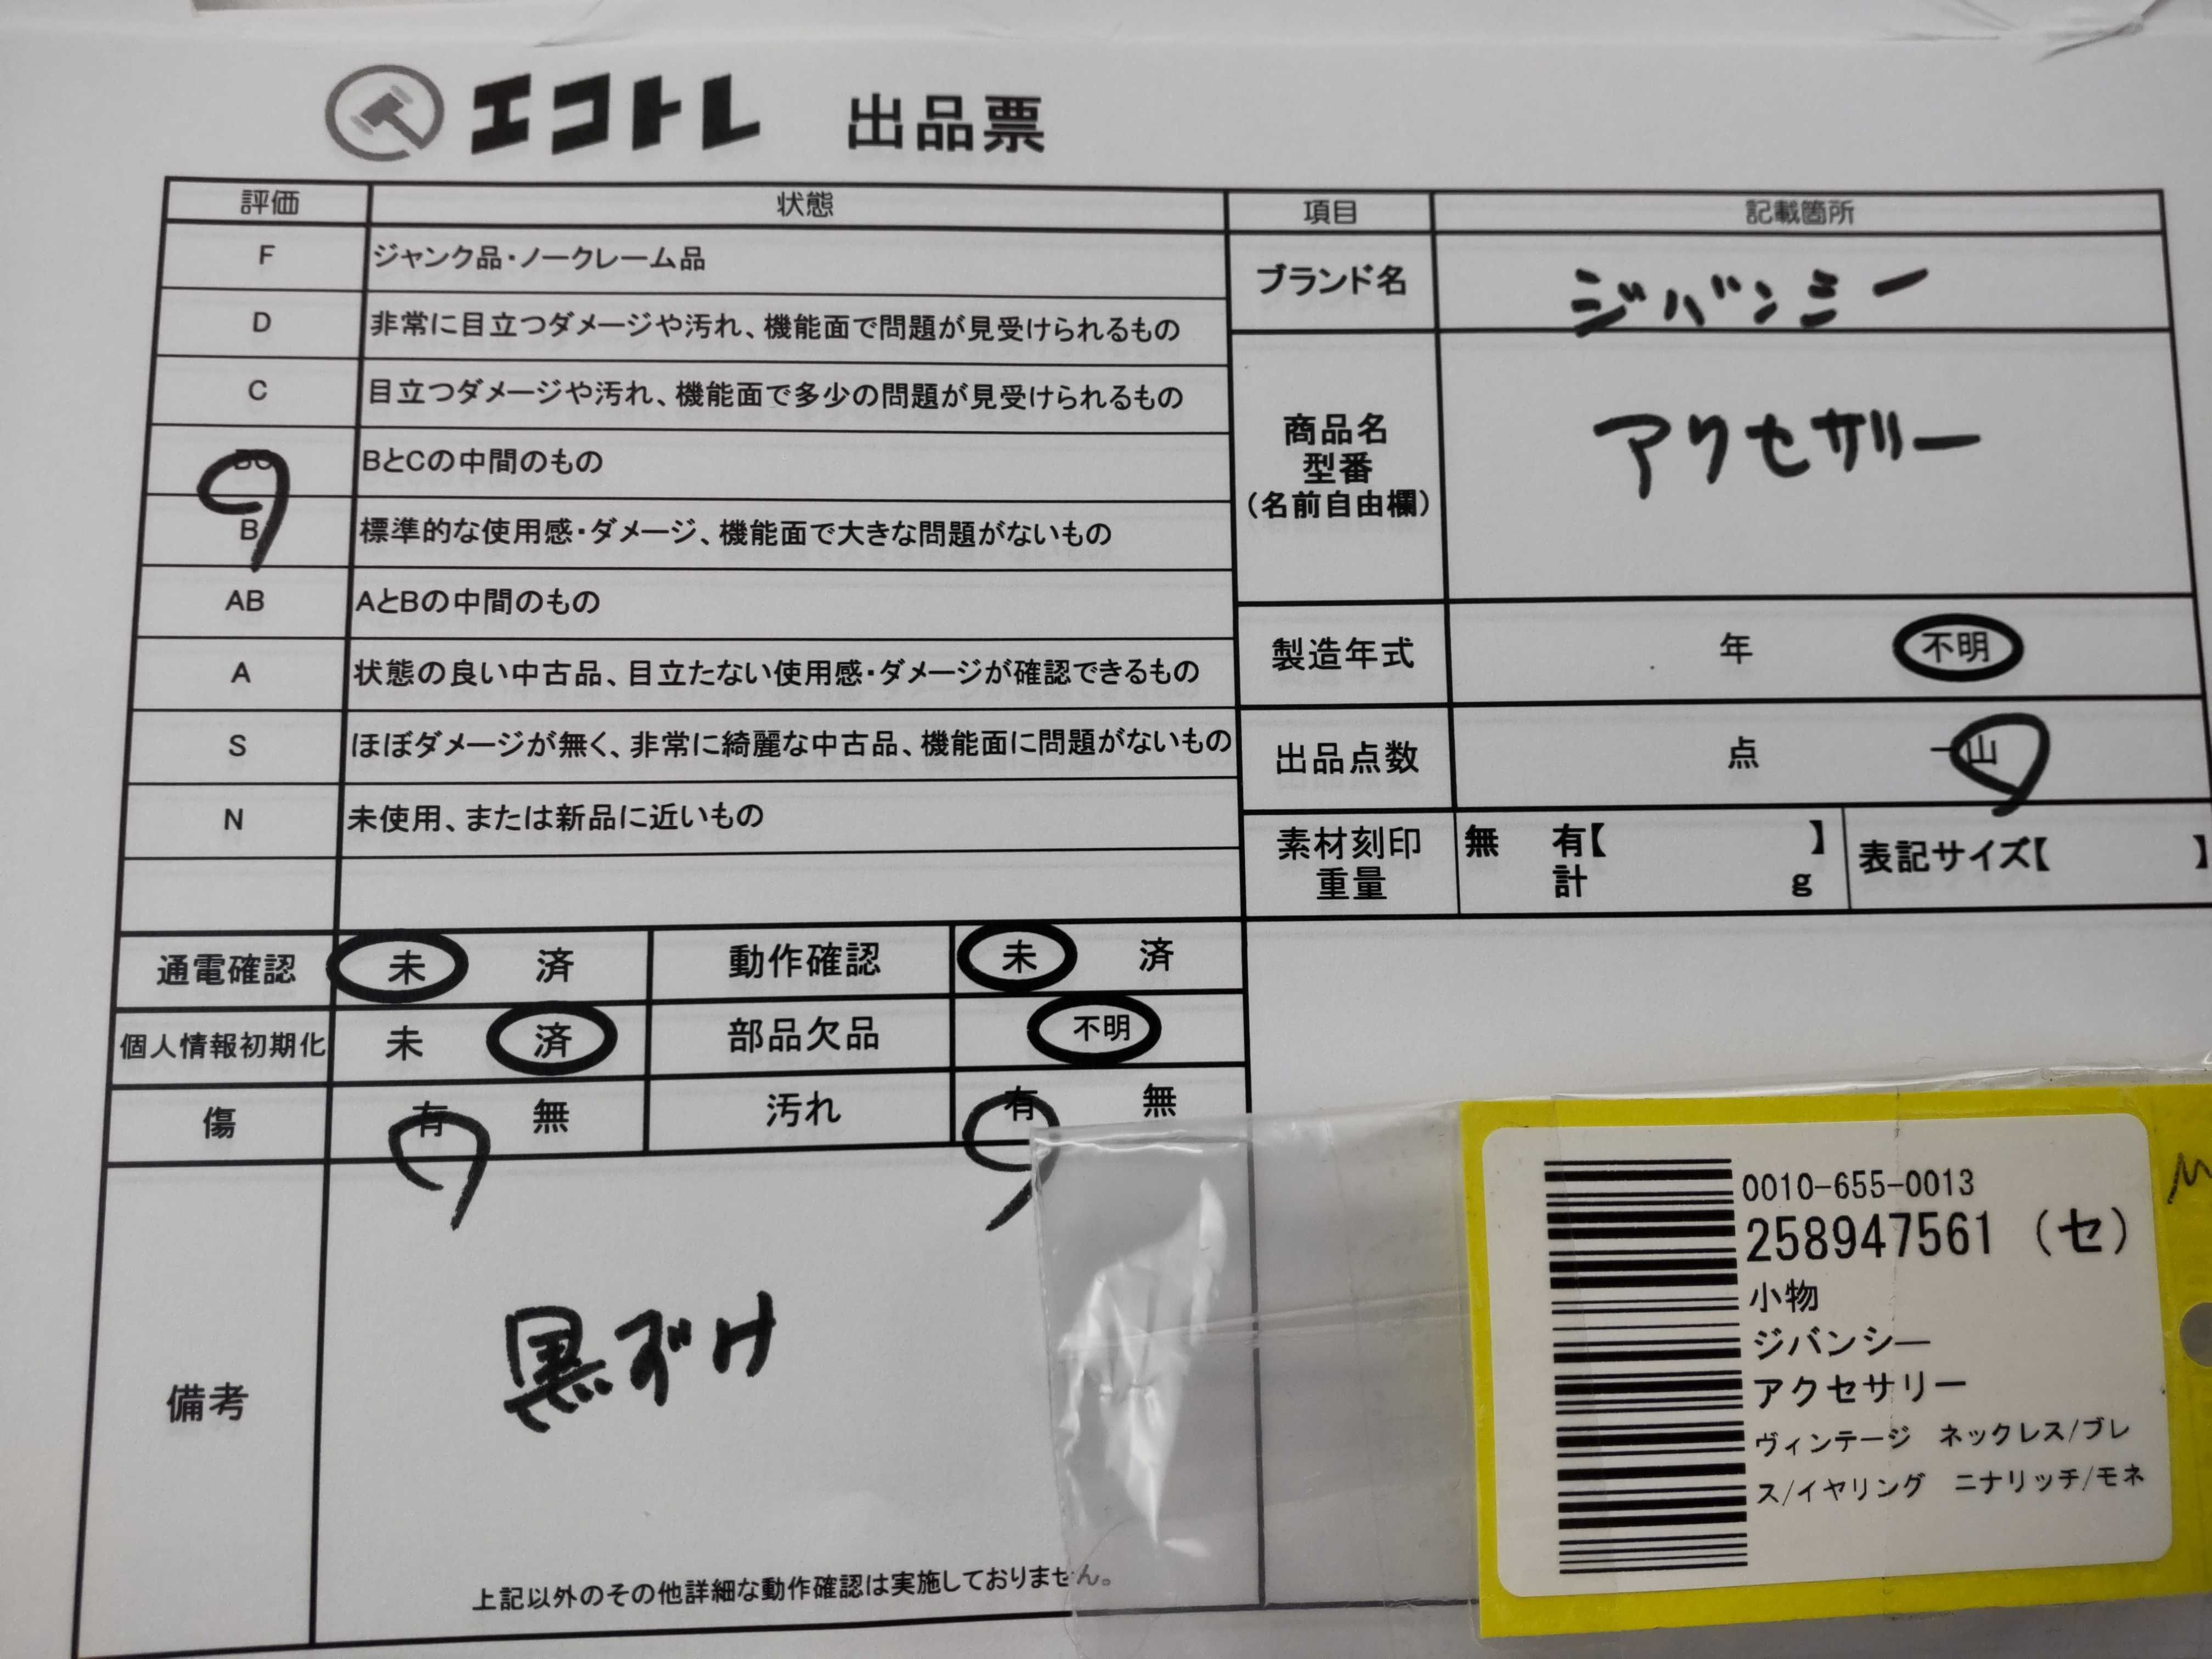 エコトレ 出品票
評価 状態
F ジャンク品・ノークレーム品
D 非常に目立つダメージや汚れ、機能面で問題が見受けられるもの
C 目立つダメージや汚れ、機能面で多少の問題が見受けられるもの
BC BとCの中間のもの
B 標準的な使用感・ダメージ、機能面で大きな問題がないもの
AB AとBの中間のもの
A 状態の良い中古品、目立たない使用感・ダメージが確認できるもの
S ほぼダメージが無く、非常に綺麗な中古品、機能面に問題がないもの
N 未使用、または新品に近いもの
項目 記載箇所
ブランド名 ジバンシー
商品名
型番
(名前自由欄)
アクセサリー
製造年式 年 不明
出品点数 点 一山
素材刻印 無 有【 】
重量 計 g
表記サイズ【 】
通電確認 未 済 動作確認 未 済
個人情報初期化 未 済 部品欠品 不明
傷 有 無 汚れ 有 無
備考
黒ずけ
上記以外のその他詳細な動作確認は実施しておりません。
0010-655-0013
258947561 (セ)
小物
ジバンシー
アクセサリー
ヴィンテージ ネックレス/ブレ
ス/イヤリング ニナリッチ/モネ